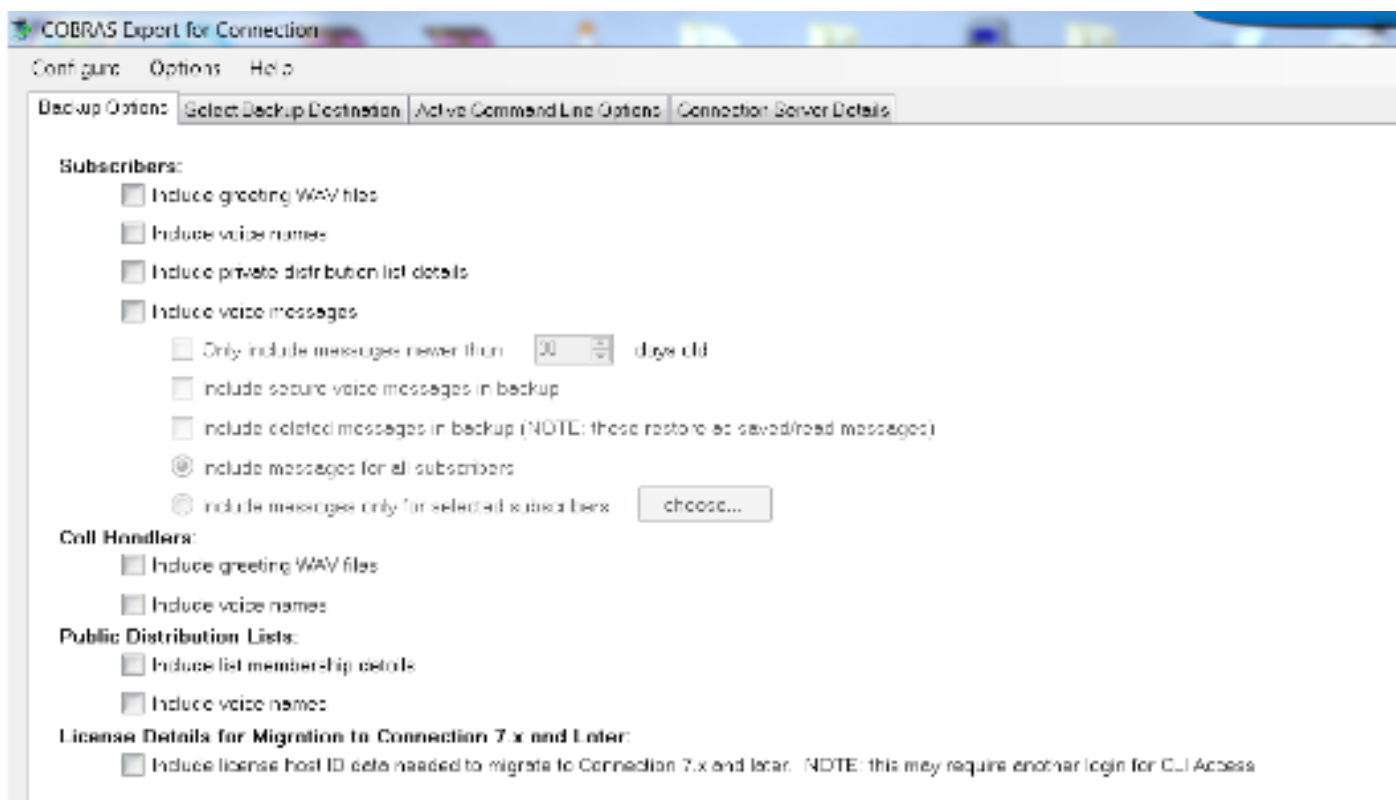 COBRAS Export for Connection
Configure Options Help
Backup Options Select Backup Destination Active Command Line Options Connection Server Details
Subscribers:
Include greeting WAV files
Include voice names
Include private distribution list details
Include voice messages
Only include messages newer than days old
Include secure voice messages in backup
Include deleted messages in backup (NOTE: these restore as saved/read messages)
Include messages for all subscribers
Include messages only for selected subscribers choose...
Call Handlers:
Include greeting WAV files
Include voice names
Public Distribution Lists:
Include list membership details
Include voice names
License Details for Migration to Connection 7.x and Later:
Include license host ID data needed to migrate to Connection 7.x and later. NOTE: this may require another login for CLI Access